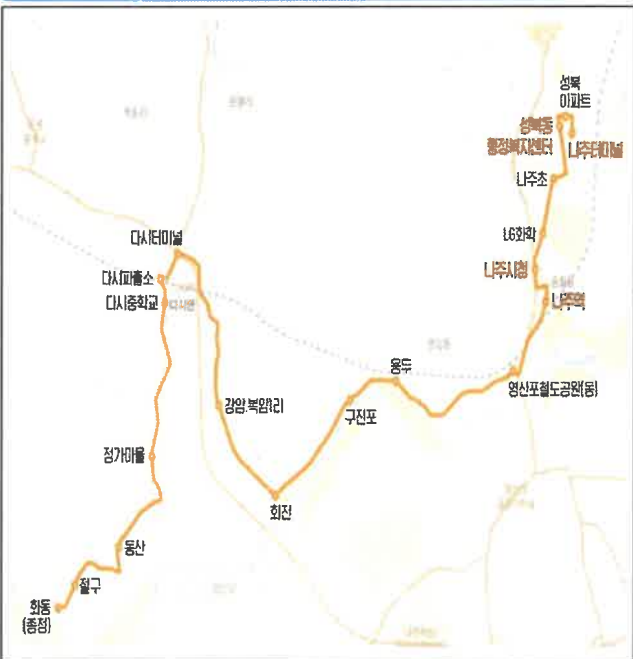 성북
아파트
성북동
행정복지센터
나주터미널
나주초
LG화학
나주시청
나주역
영산포철도공원(동)
용두
구진포
회진
강암.복암1리
다시터미널
다시파출소
다시중학교
다시면
정가마을
동산
절구
화동
(종점)